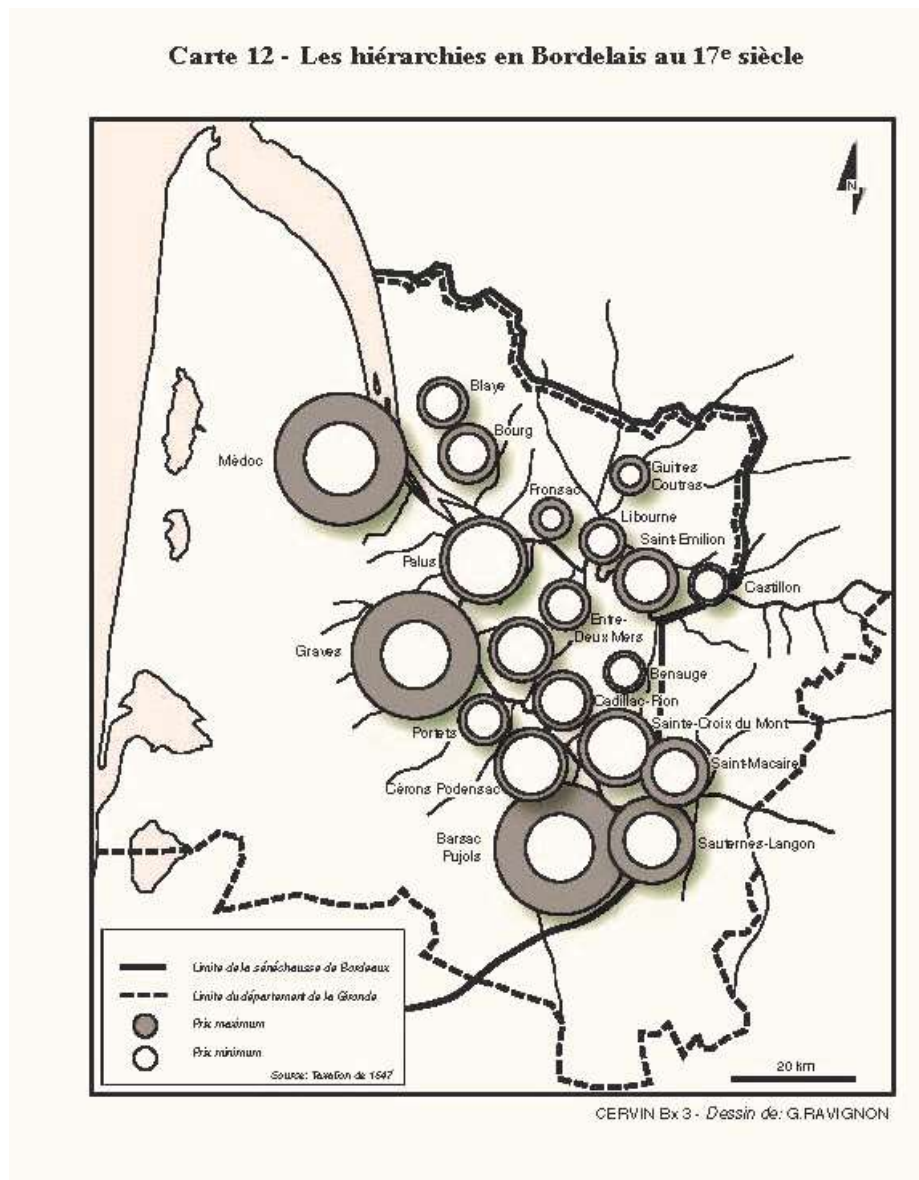 Carte 12 - Les hiérarchies en Bordelais au 17e siècle
N
Blaye
Bourg
Médoc
Guitres
Coutras
Fronsac
Libourne
Saint-Emilion
Palus
Castillon
Entre-
Deux Mers
Graves
Benauge
Cadillac-Rion
Portets
Sainte-Croix du Mont
Saint-Macaire
Cérons Podensac
Barsac
Pujols
Sauternes-Langon
Limite de la sénéchausse de Bordeaux
Limite du département de la Gironde
Prix maximum
Prix minimum
Source: Taxation de 1647
20 km
CERVIN Bx 3 - Dessin de: G.RAVIGNON